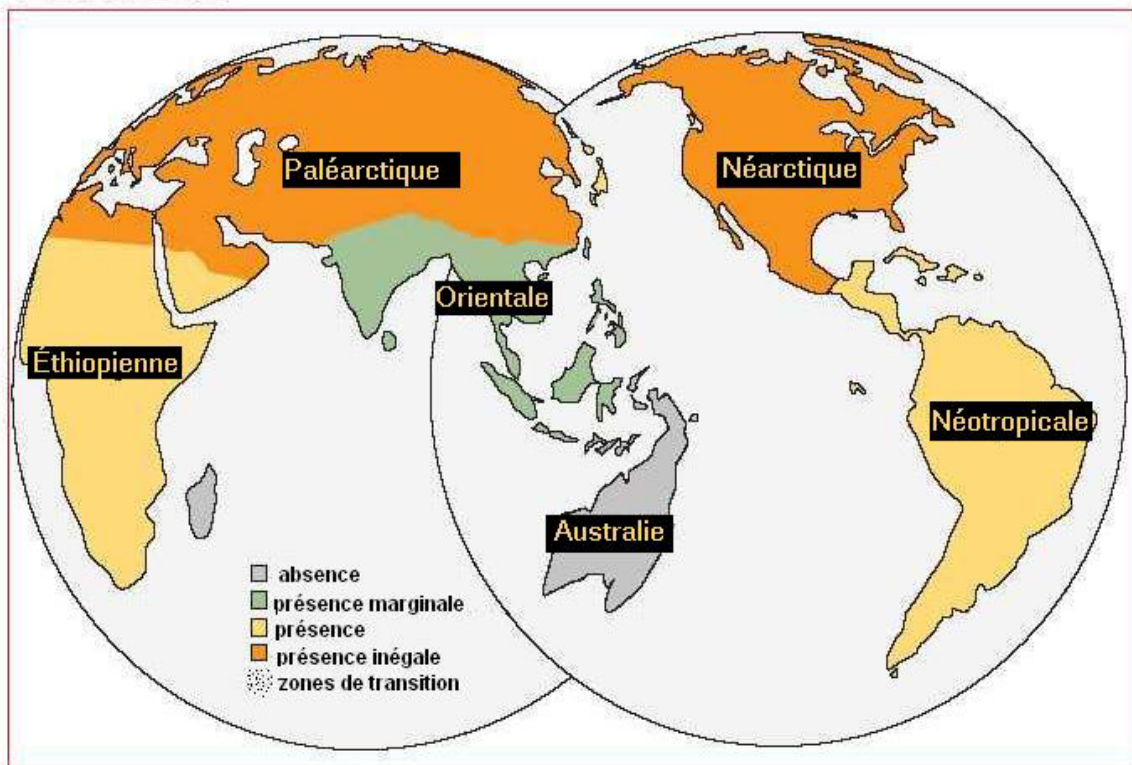 Paléarctique
Néarctique
Orientale
Éthiopienne
Néotropicale
Australie
absence
présence marginale
présence
présence inégale
zones de transition